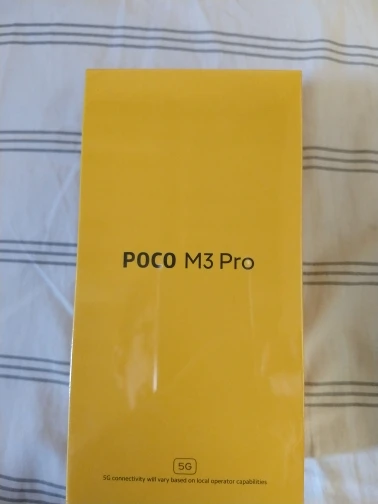 POCO M3 Pro
5G
5G connectivity will vary based on local operator capabilities